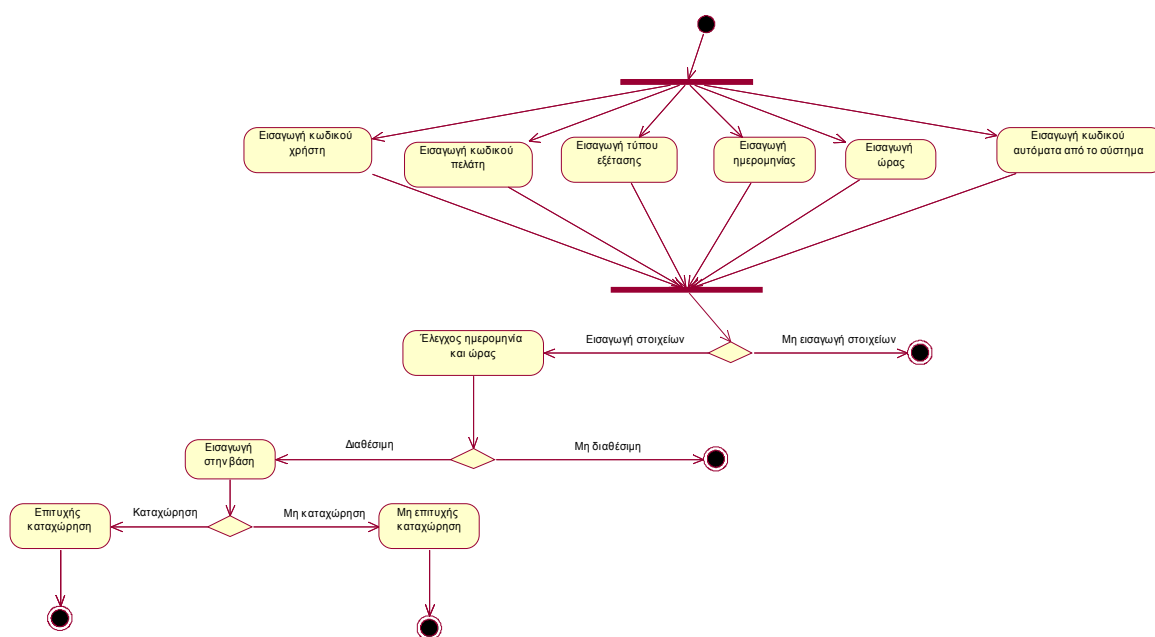 Εισαγωγή κωδικού
χρήστη
Εισαγωγή κωδικού
πελάτη
Εισαγωγή τύπου
εξέτασης
Εισαγωγή
ημερομηνίας
Εισαγωγή
ώρας
Εισαγωγή κωδικού
αυτόματα από το σύστημα
Έλεγχος ημερομηνία
και ώρας
Εισαγωγή στοιχείων
Μη εισαγωγή στοιχείων
Εισαγωγή
στην βάση
Διαθέσιμη
Μη διαθέσιμη
Επιτυχής
καταχώρηση
Καταχώρηση
Μη καταχώρηση
Μη επιτυχής
καταχώρηση